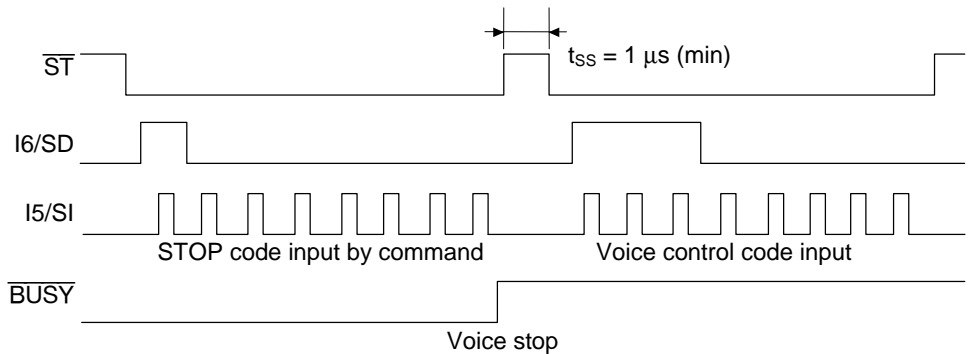 ST
tSS = 1 μs (min)
I6/SD
I5/SI
STOP code input by command
Voice control code input
BUSY
Voice stop